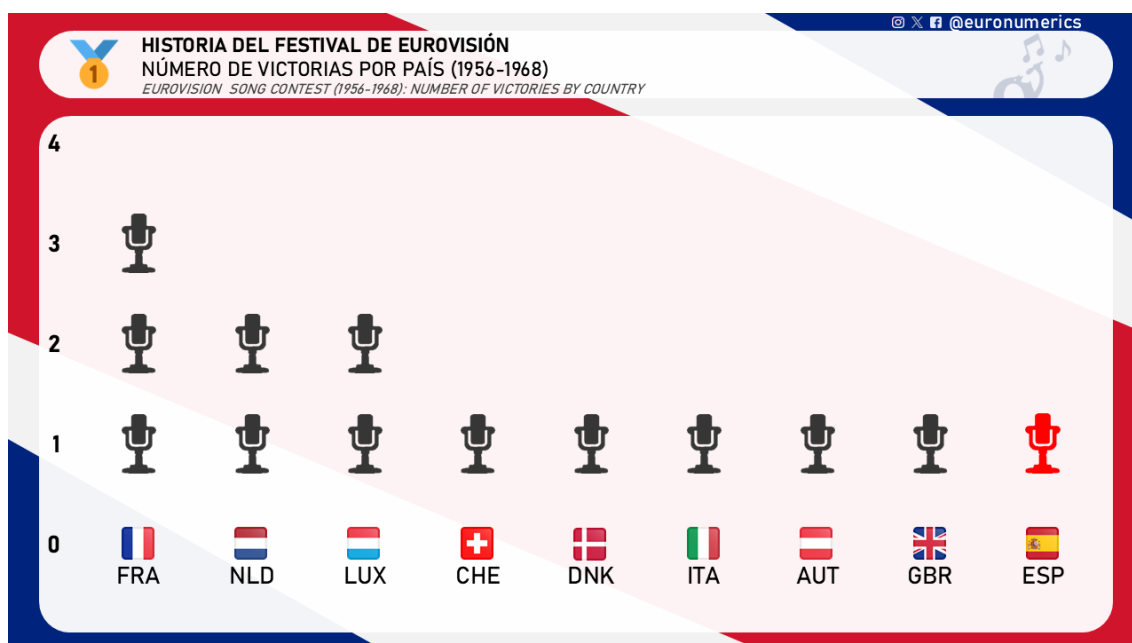 @euronumerics
HISTORIA DEL FESTIVAL DE EUROVISIÓN
NÚMERO DE VICTORIAS POR PAÍS (1956-1968)
EUROVISION SONG CONTEST (1956-1968): NUMBER OF VICTORIES BY COUNTRY
1
4
3
2
1
0
FRA NLD LUX CHE DNK ITA AUT GBR ESP